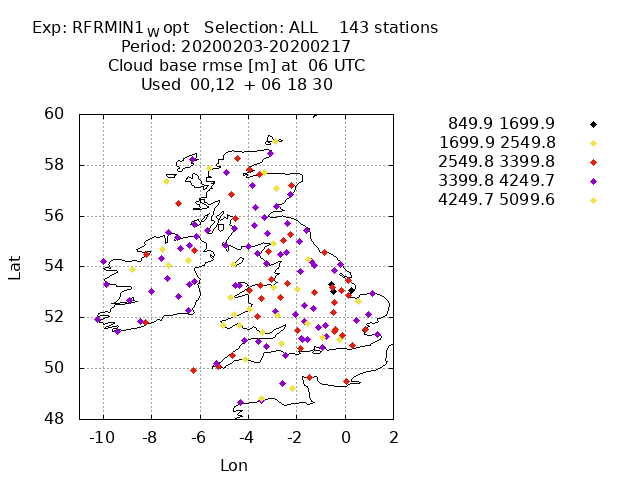 Exp: RFRMIN1_W opt   Selection: ALL    143 stations
Period: 20200203-20200217
Cloud base rmse [m] at  06 UTC
Used  00,12  + 06 18 30
849.9 1699.9
1699.9 2549.8
2549.8 3399.8
3399.8 4249.7
4249.7 5099.6
60
58
56
54
52
50
48
Lat
-10 -8 -6 -4 -2 0 2
Lon